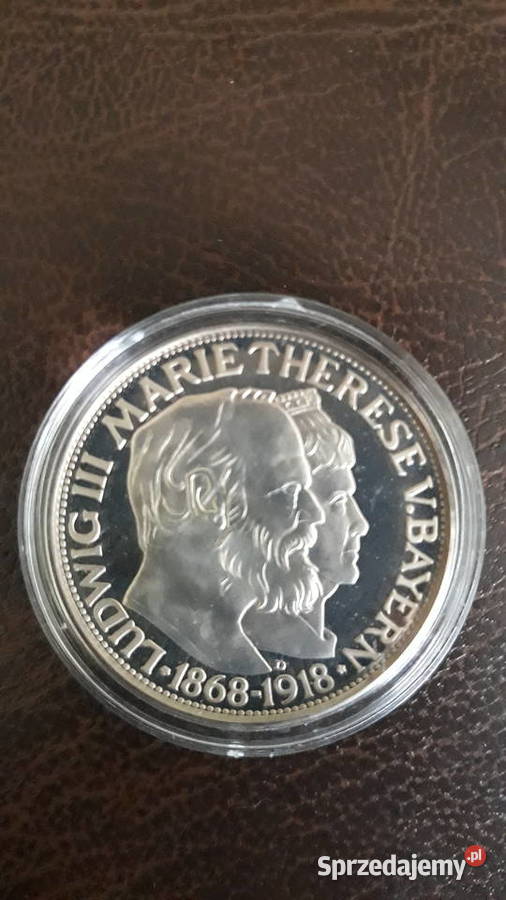 LUDWIG III MARIE THERESE V. BAYERN
· 1868-1918 ·
D
Sprzedajemy.pl